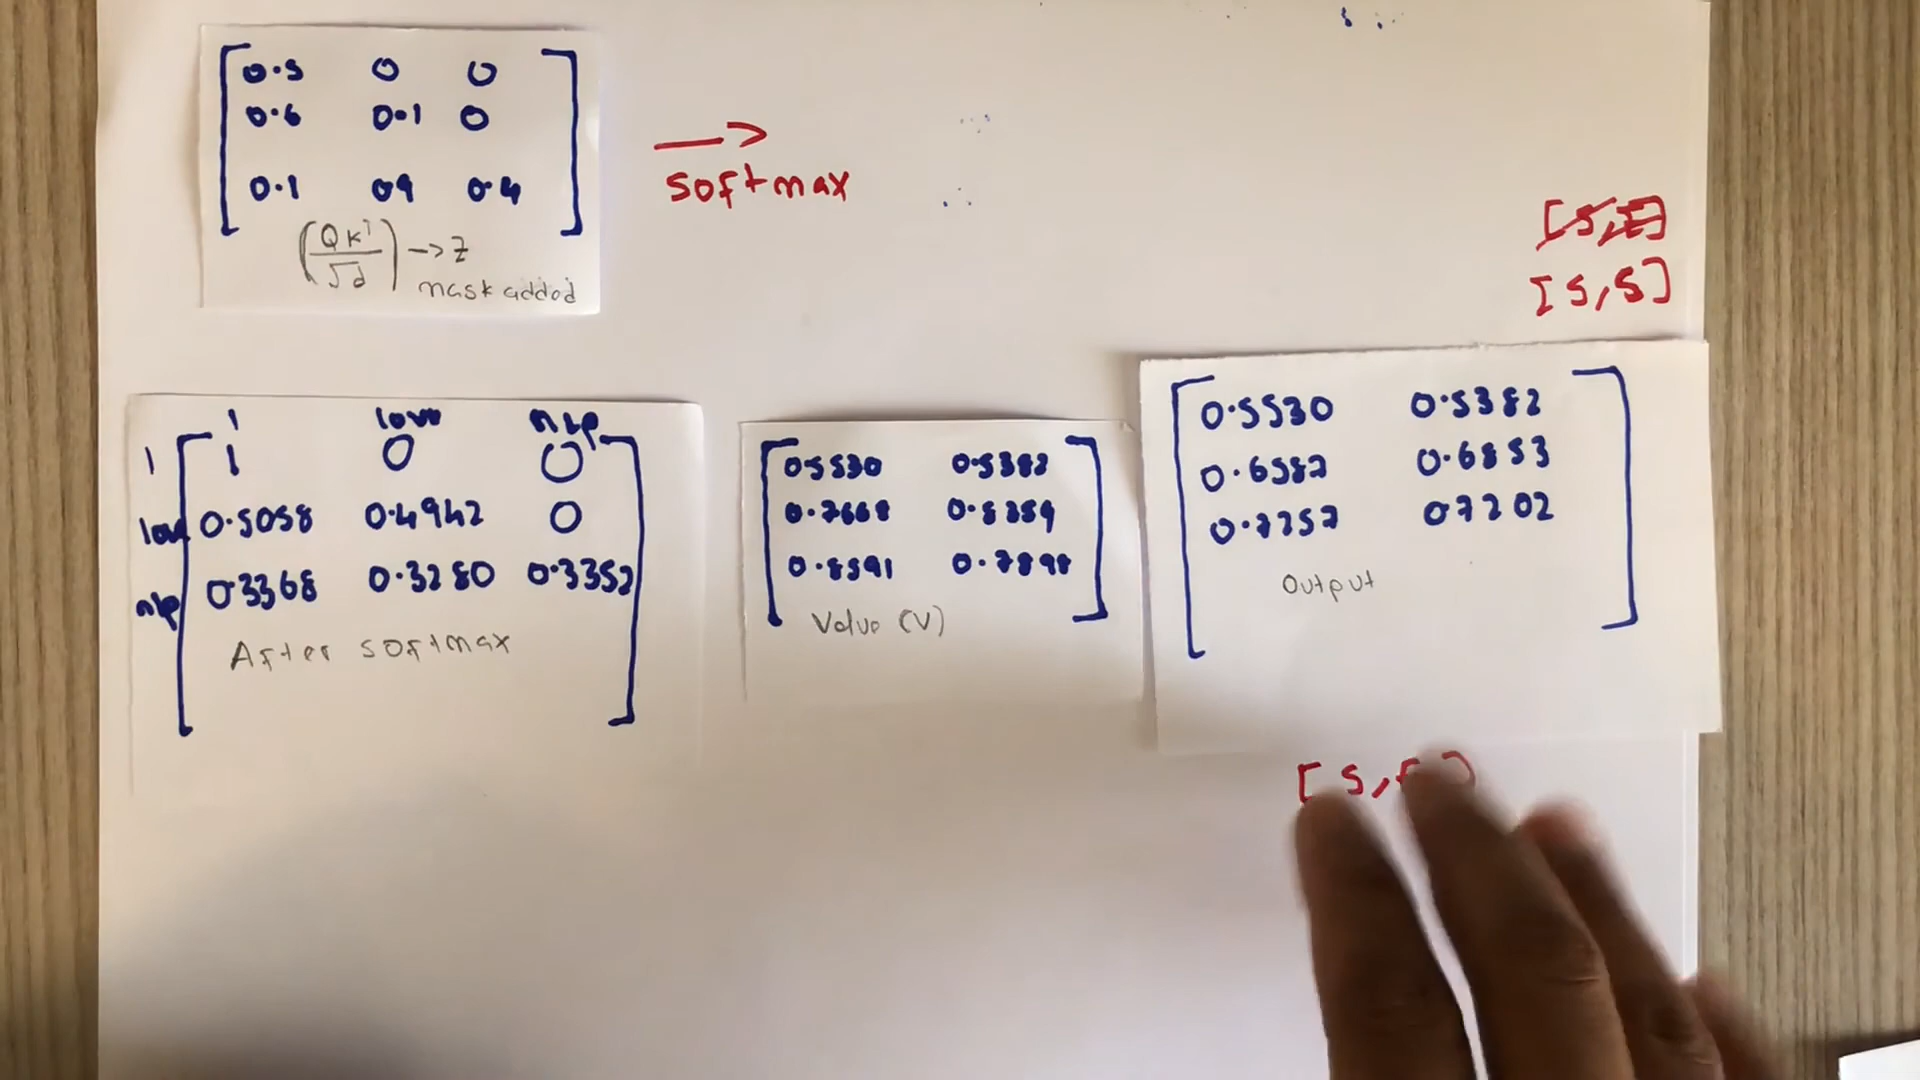 0.5 0 0
0.6 0.1 0
0.1 0.9 0.4
(QKᵀ/√d) → Z
mask added
→
softmax
[S,E]
[S,S]
i love nlp
i 1 0 0
love 0.5058 0.4942 0
nlp 0.3368 0.3280 0.3352
After softmax
0.5530 0.5382
0.7668 0.8359
0.8591 0.7898
Value (V)
0.5530 0.5382
0.6587 0.6853
0.7257 0.7202
Output
[S,